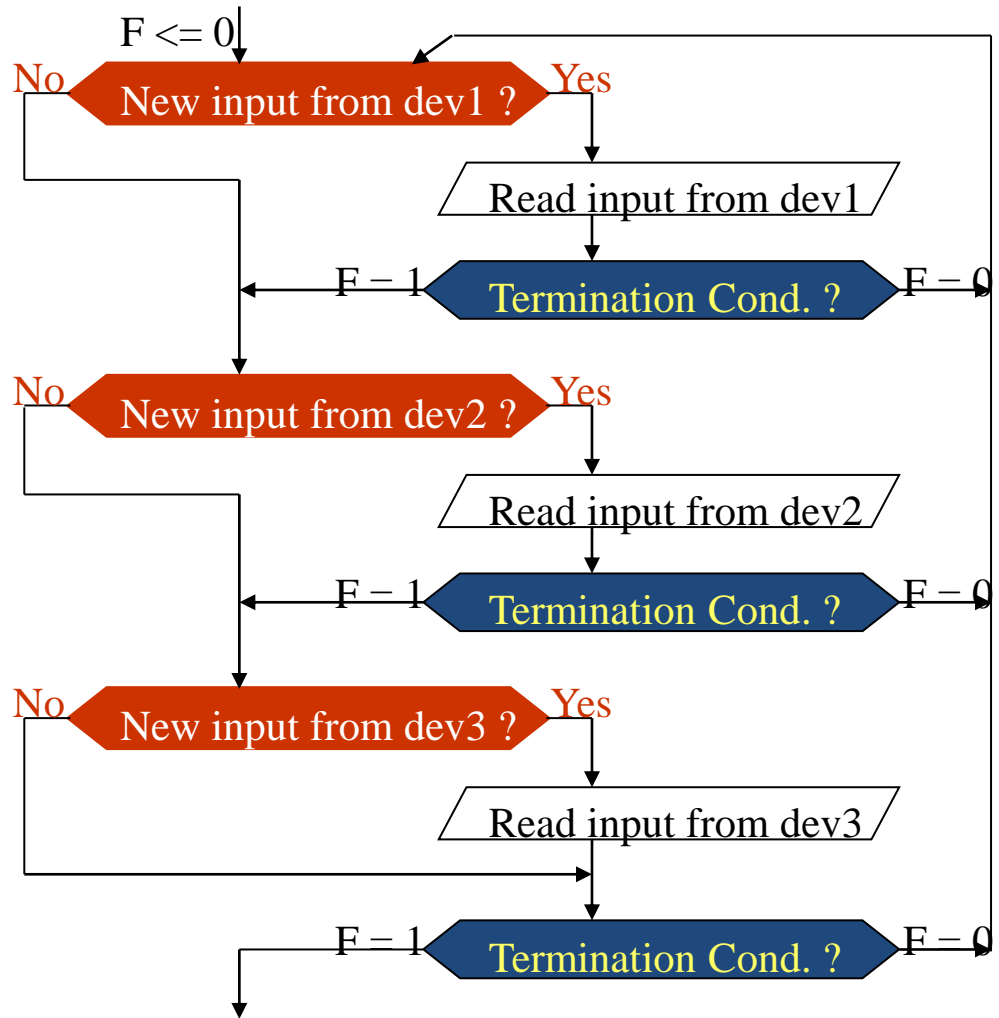 F <= 0
No
Yes
New input from dev1 ?
Read input from dev1
F = 1
Termination Cond. ?
F = 0
No
Yes
New input from dev2 ?
Read input from dev2
F = 1
Termination Cond. ?
F = 0
No
Yes
New input from dev3 ?
Read input from dev3
F = 1
Termination Cond. ?
F = 0